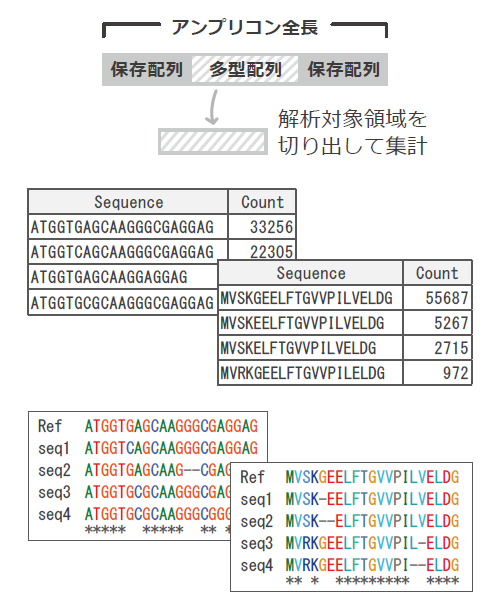 アンプリコン全長
保存配列 多型配列 保存配列
解析対象領域を
切り出して集計
Sequence Count
ATGGTGAGCAAGGGCGAGGAG 33256
ATGGTCAGCAAGGGCGAGGAG 22305
ATGGTGAGCAAGGAGGAG
ATGGTGCGCAAGGGCGAGGAG
Sequence Count
MVSKGEELFTGVVPILVELDG 55687
MVSKEELFTGVVPILVELDG 5267
MVSKELFTGVVPILVELDG 2715
MVRKGEELFTGVVPILELDG 972
Ref ATGGTGAGCAAGGGCGAGGAG
seq1 ATGGTCAGCAAGGGCGAGGAG
seq2 ATGGTGAGCAAG--CGAG
seq3 ATGGTGCGCAAGGGCGAG
seq4 ATGGTGCGCAAGGGCGGG
***** ***** ** **
Ref MVSKGEELFTGVVPILVELDG
seq1 MVSK-EELFTGVVPILVELDG
seq2 MVSK--ELFTGVVPILVELDG
seq3 MVRKGEELFTGVVPIL-ELDG
seq4 MVRKGEELFTGVVPI--ELDG
** * ********* ****